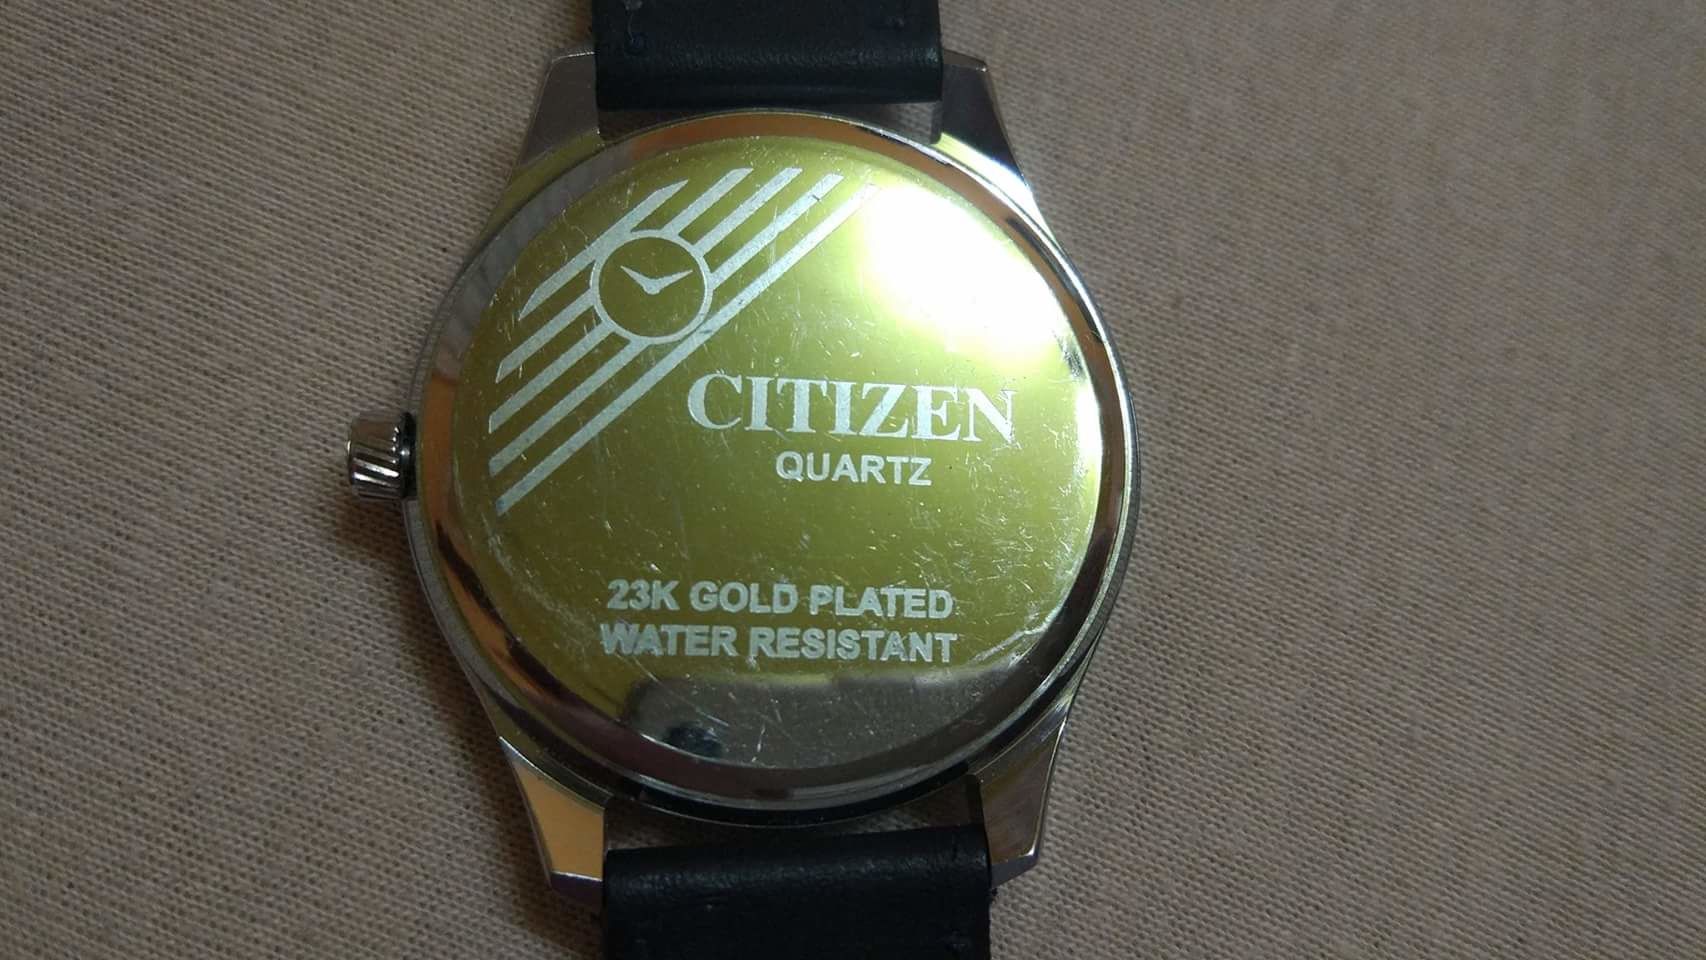 CITIZEN
QUARTZ
23K GOLD PLATED
WATER RESISTANT